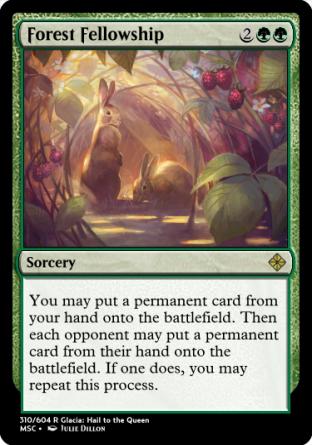 Forest Fellowship 2
Sorcery
You may put a permanent card from
your hand onto the battlefield. Then
each opponent may put a permanent
card from their hand onto the
battlefield. If one does, you may
repeat this process.
310/604 R Glacia: Hail to the Queen
MSC • Julie Dillon